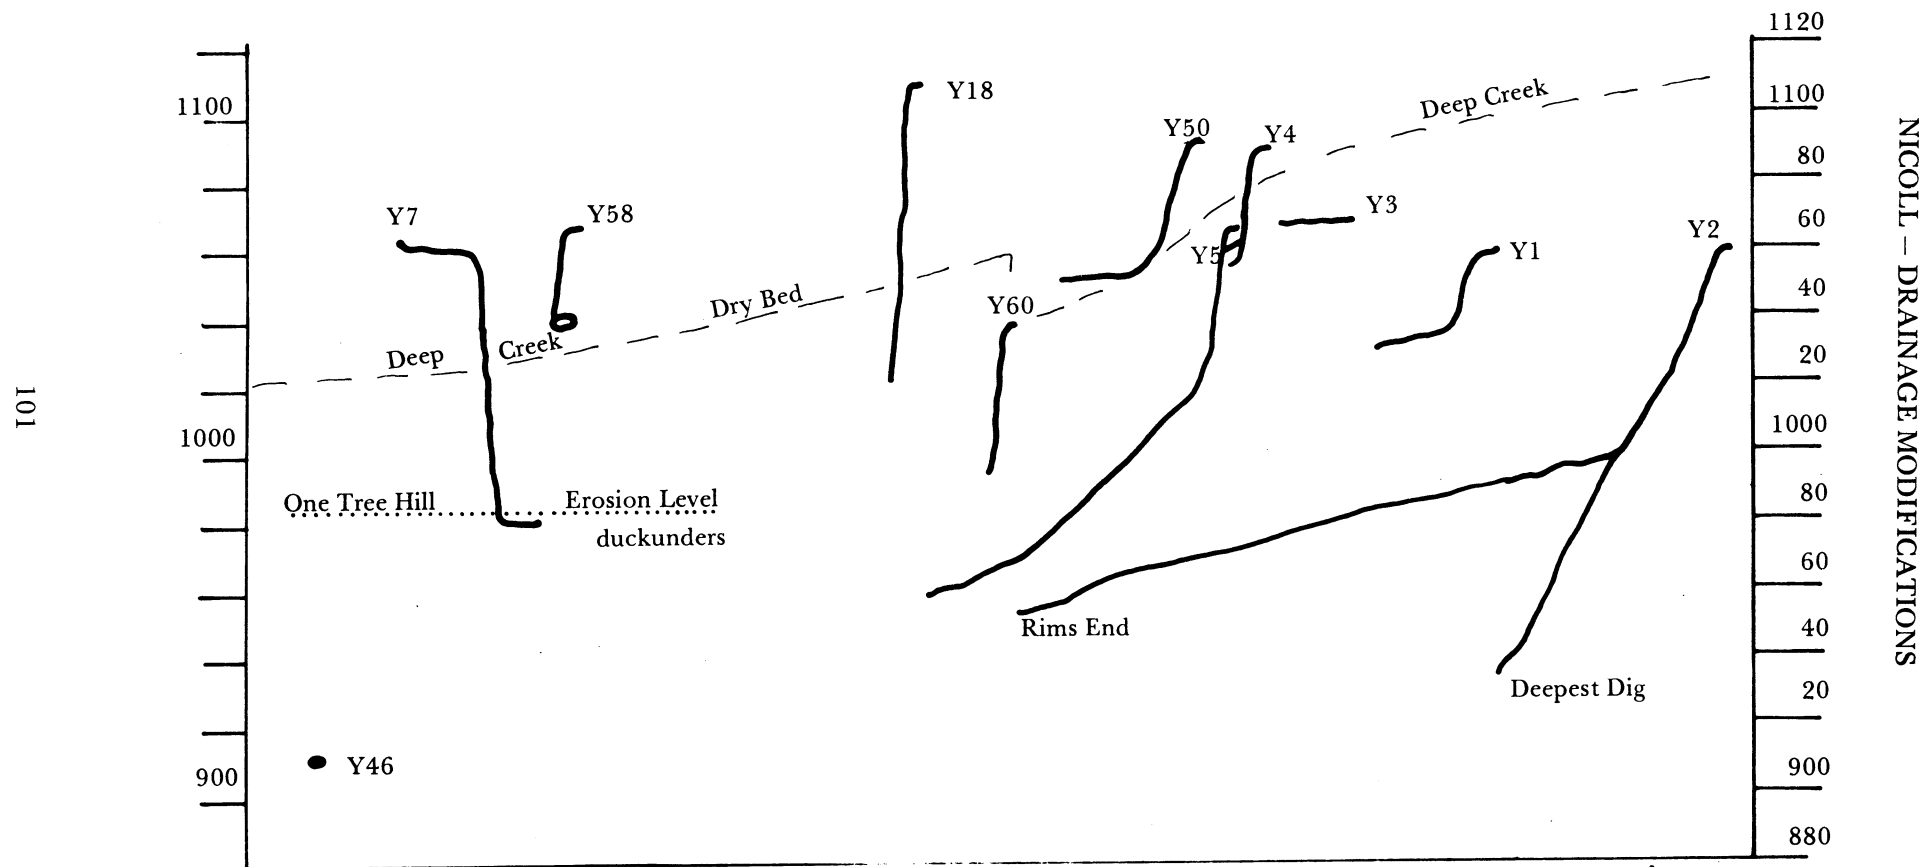 1120
1100
1100
80
60
40
20
1000
1000
80
60
40
20
900
900
880
Y7
Y58
Y18
Y50
Y4
Y3
Y5
Y1
Y2
Y60
Deep Creek
Dry Bed
Deep Creek
One Tree Hill Erosion Level
duckunders
Rims End
Deepest Dig
Y46
101
NICOLL — DRAINAGE MODIFICATIONS